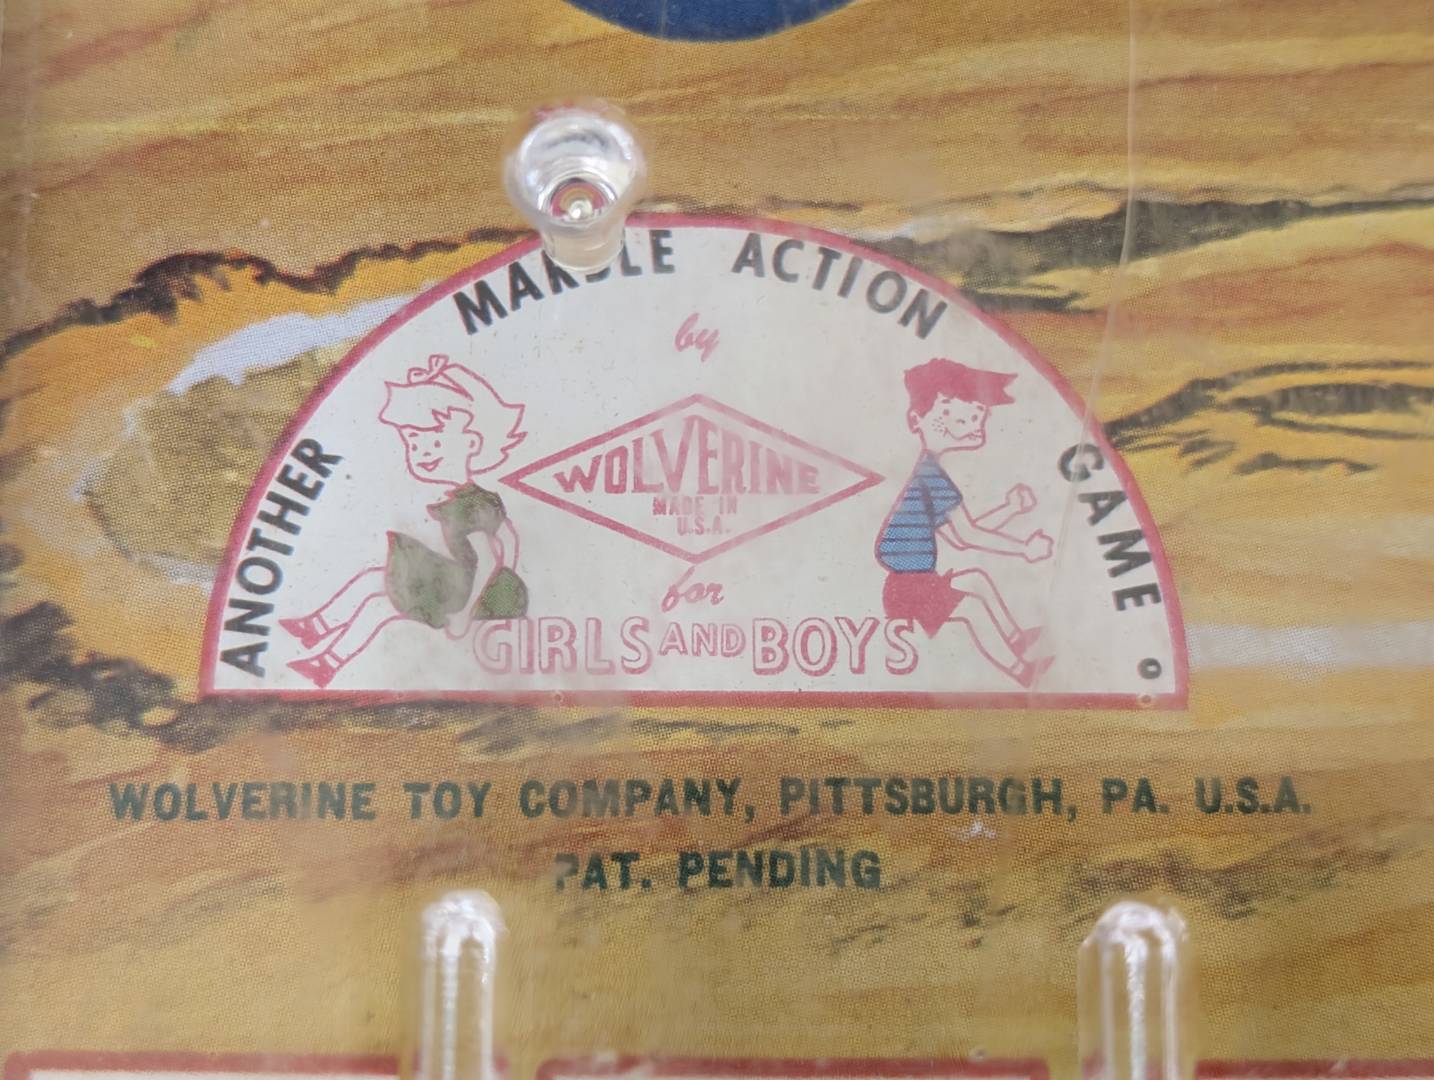 ANOTHER MARBLE ACTION GAME
by
WOLVERINE
MADE IN
U.S.A.
for
GIRLS AND BOYS
WOLVERINE TOY COMPANY, PITTSBURGH, PA. U.S.A.
PAT. PENDING